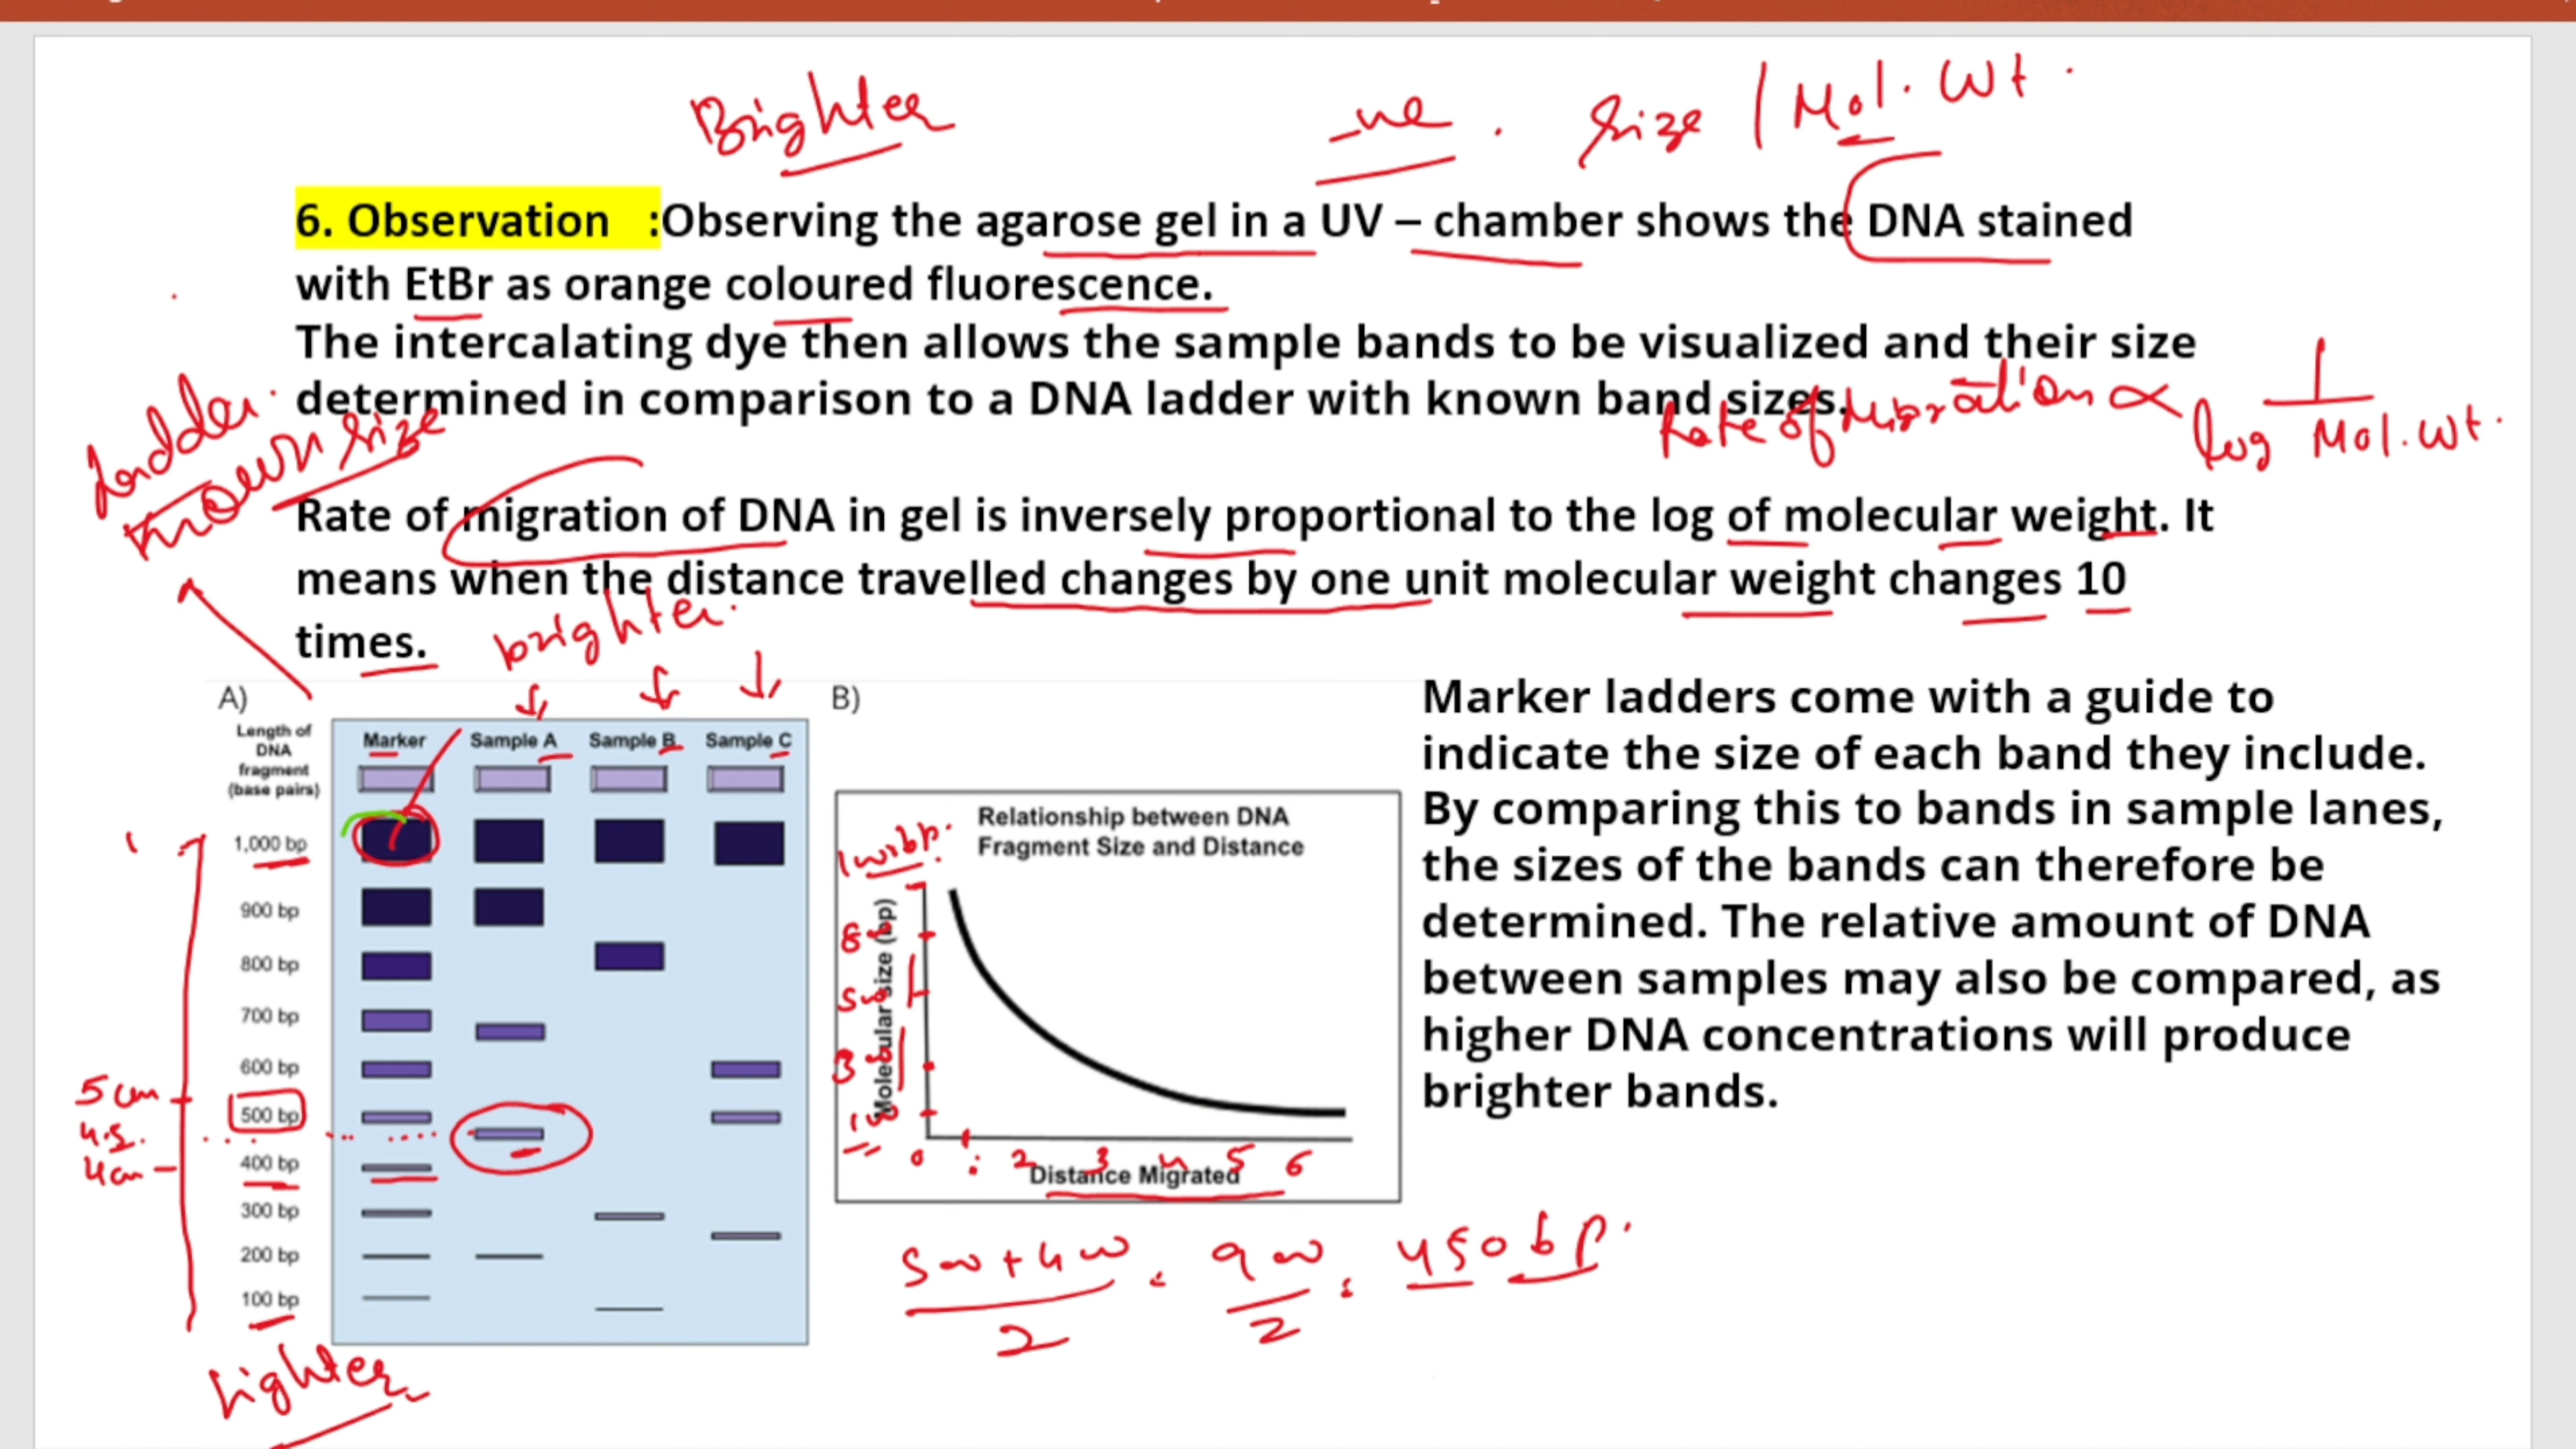 Brighter
-ve . Size / Mol. Wt.
6. Observation :Observing the agarose gel in a UV – chamber shows the DNA stained
with EtBr as orange coloured fluorescence.
The intercalating dye then allows the sample bands to be visualized and their size
determined in comparison to a DNA ladder with known band sizes.
Rate of Migration ∝ log 1 / Mol. Wt.
ladder.
known size
Rate of migration of DNA in gel is inversely proportional to the log of molecular weight. It
means when the distance travelled changes by one unit molecular weight changes 10
times.
brighter.
A)
Length of
DNA
fragment
(base pairs)
Marker Sample A Sample B Sample C
1,000 bp
900 bp
800 bp
700 bp
600 bp
500 bp
400 bp
300 bp
200 bp
100 bp
5 cm
4.5.
4 cm
lighter
B)
Relationship between DNA
Fragment Size and Distance
Molecular size (bp)
0 1 2 3 4 5 6
Distance Migrated
500+400 / 2 = 900 / 2 = 450 bp.
Marker ladders come with a guide to
indicate the size of each band they include.
By comparing this to bands in sample lanes,
the sizes of the bands can therefore be
determined. The relative amount of DNA
between samples may also be compared, as
higher DNA concentrations will produce
brighter bands.